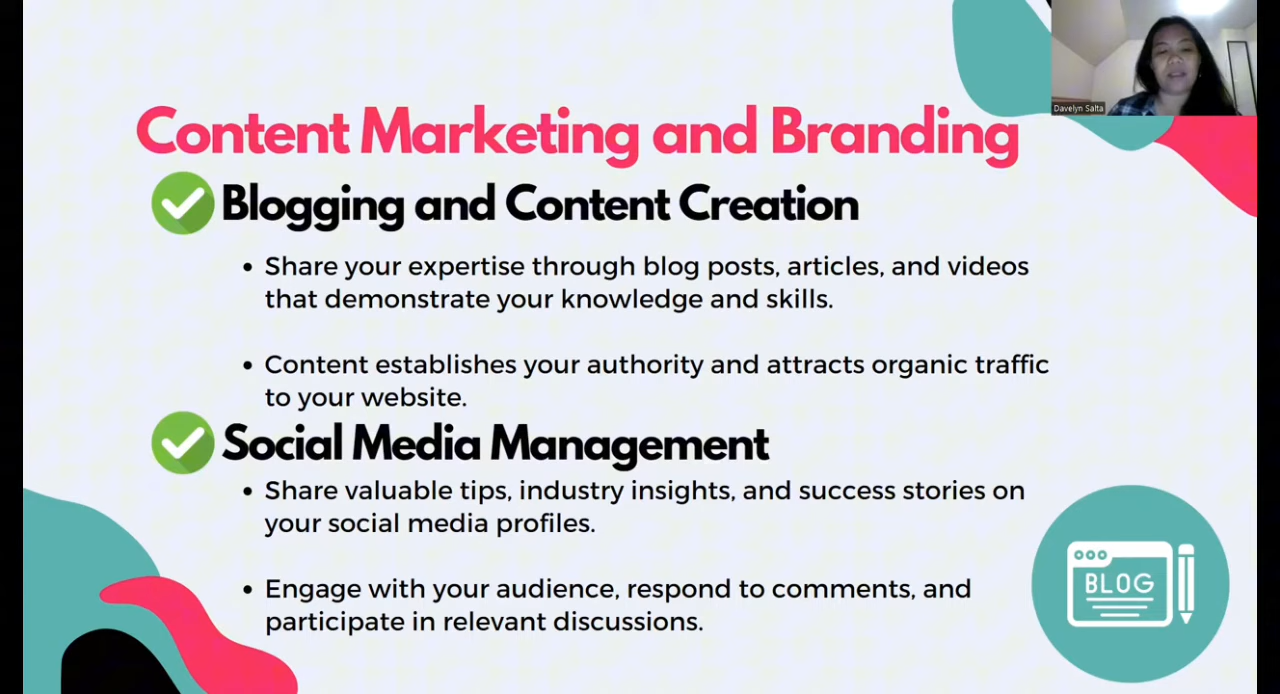 Davelyn Salta
Content Marketing and Branding
Blogging and Content Creation
• Share your expertise through blog posts, articles, and videos
that demonstrate your knowledge and skills.
• Content establishes your authority and attracts organic traffic
to your website.
Social Media Management
• Share valuable tips, industry insights, and success stories on
your social media profiles.
• Engage with your audience, respond to comments, and
participate in relevant discussions.
BLOG